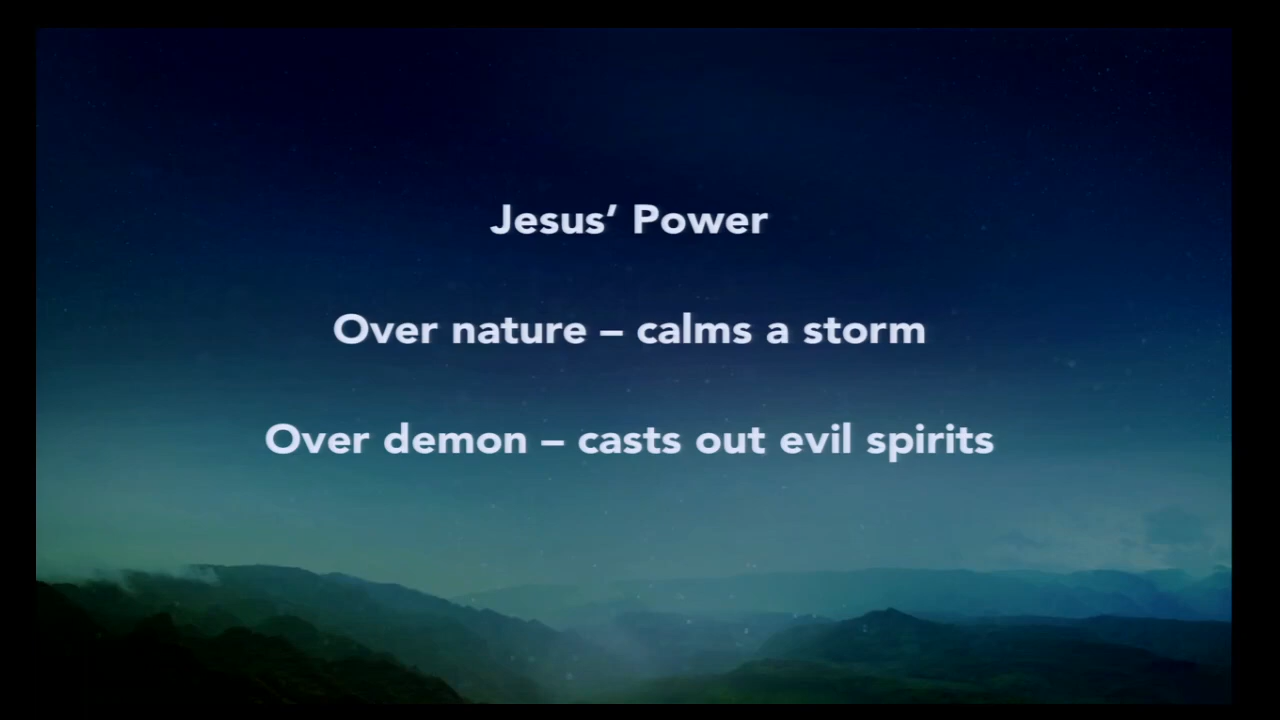 Jesus’ Power
Over nature – calms a storm
Over demon – casts out evil spirits